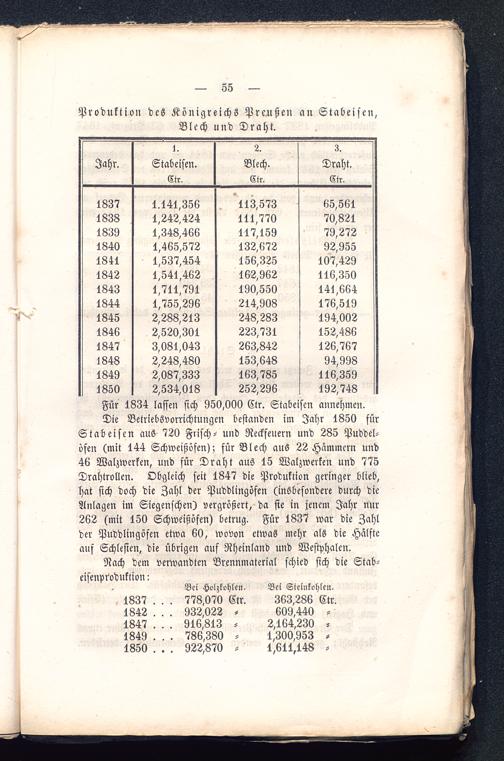 — 55 —
Produktion des Königreichs Preußen an Stabeisen,
Blech und Draht.
Jahr. 1. Stabeisen. Ctr. 2. Blech. Ctr. 3. Draht. Ctr.
1837 1.141,356 113,573 65,561
1838 1,242,424 111,770 70,821
1839 1,348,466 117,159 79,272
1840 1,465,572 132,672 92,955
1841 1,537,454 156,325 107,429
1842 1,541,462 162,962 116,350
1843 1,711,791 190,550 141,664
1844 1,755,296 214,908 176,519
1845 2,288,213 248,283 194,002
1846 2,520,301 223,731 152,486
1847 3,081,043 263,842 126,767
1848 2,248,480 153,648 94,998
1849 2,087,333 163,785 116,359
1850 2,534,018 252,296 192,748
Für 1834 lassen sich 950,000 Ctr. Stabeisen annehmen.
Die Betriebsvorrichtungen bestanden im Jahr 1850 für
Stabeisen aus 720 Frisch- und Reckfeuern und 285 Puddel-
öfen (mit 144 Schweißöfen); für Blech aus 22 Hämmern und
46 Walzwerken, und für Draht aus 15 Walzwerken und 775
Drahtrollen. Obgleich seit 1847 die Produktion geringer blieb,
hat sich doch die Zahl der Puddlingöfen (insbesondere durch die
Anlagen im Siegenschen) vergrößert, da sie in jenem Jahr nur
262 (mit 150 Schweißöfen) betrug. Für 1837 war die Zahl
der Puddlingöfen etwa 60, wovon etwas mehr als die Hälfte
auf Schlesien, die übrigen auf Rheinland und Westphalen.
Nach dem verwandten Brennmaterial schied sich die Stab-
eisenproduktion:
Bei Holzkohlen. Bei Steinkohlen.
1837 . . . 778,070 Ctr. 363,286 Ctr.
1842 . . . 932,022 „ 609,440 „
1847 . . . 916,813 „ 2,164,230 „
1849 . . . 786,380 „ 1,300,953 „
1850 . . . 922,870 „ 1,611,148 „